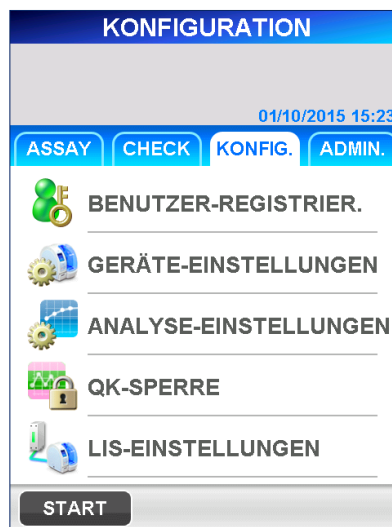 KONFIGURATION
01/10/2015 15:23
ASSAY CHECK KONFIG. ADMIN.
BENUTZER-REGISTRIER.
GERÄTE-EINSTELLUNGEN
ANALYSE-EINSTELLUNGEN
QK-SPERRE
LIS-EINSTELLUNGEN
START